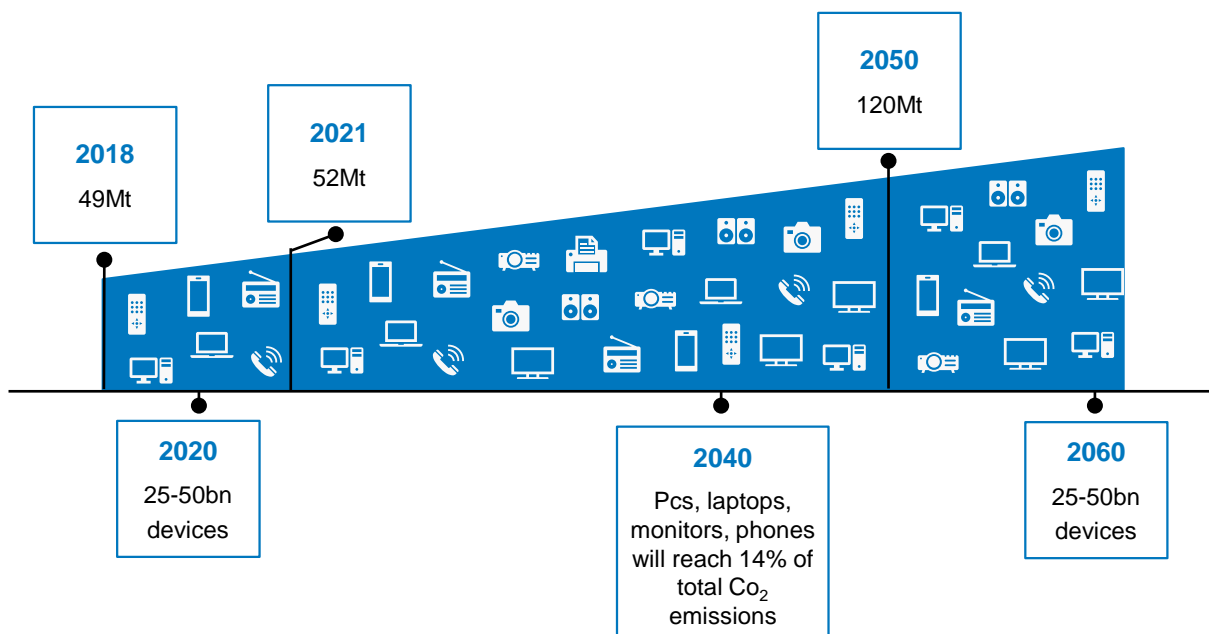 2018
49Mt
2021
52Mt
2050
120Mt
2020
25-50bn
devices
2040
Pcs, laptops,
monitors, phones
will reach 14% of
total Co₂
emissions
2060
25-50bn
devices